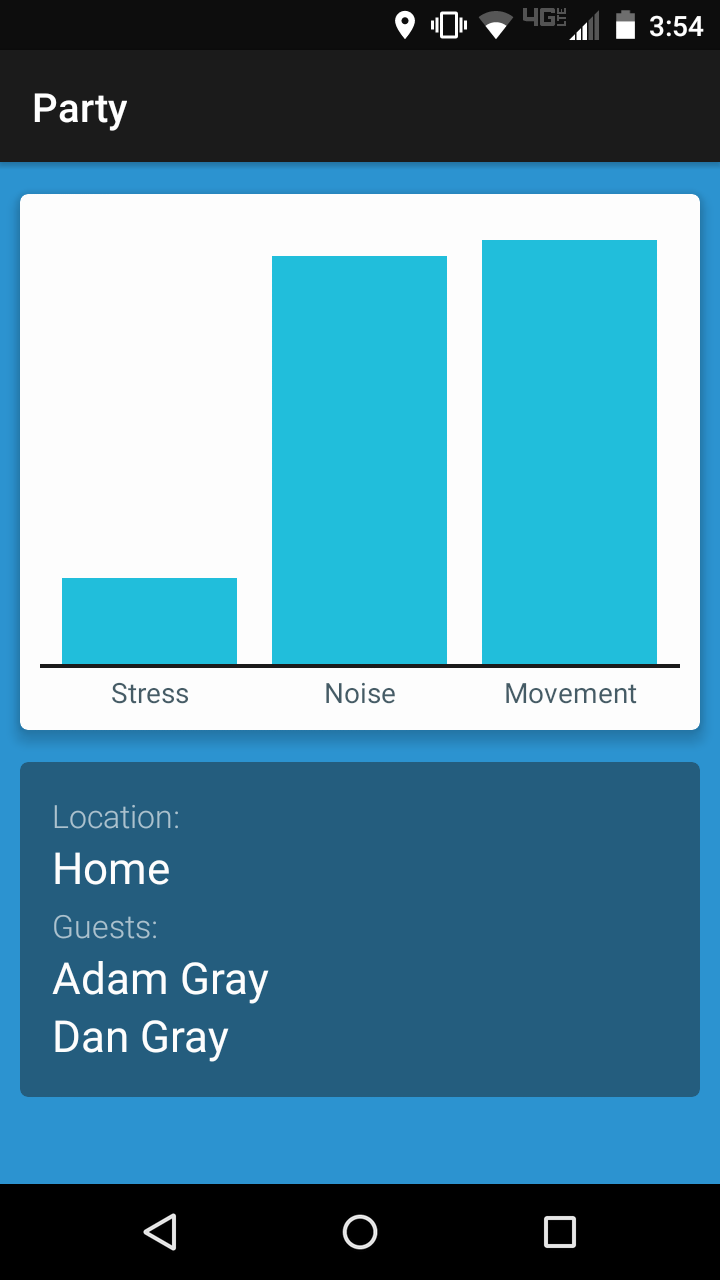 4G LTE 3:54
Party
Stress Noise Movement
Location:
Home
Guests:
Adam Gray
Dan Gray